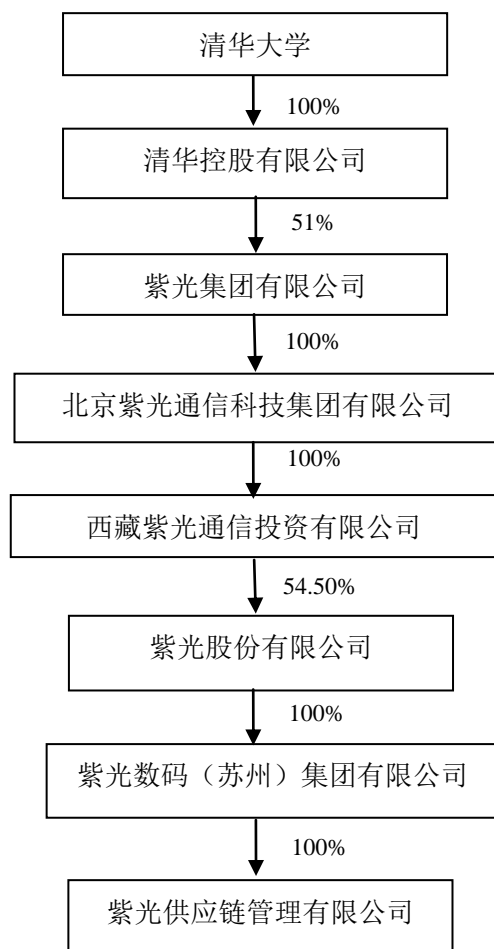 清华大学
100%
清华控股有限公司
51%
紫光集团有限公司
100%
北京紫光通信科技集团有限公司
100%
西藏紫光通信投资有限公司
54.50%
紫光股份有限公司
100%
紫光数码（苏州）集团有限公司
100%
紫光供应链管理有限公司